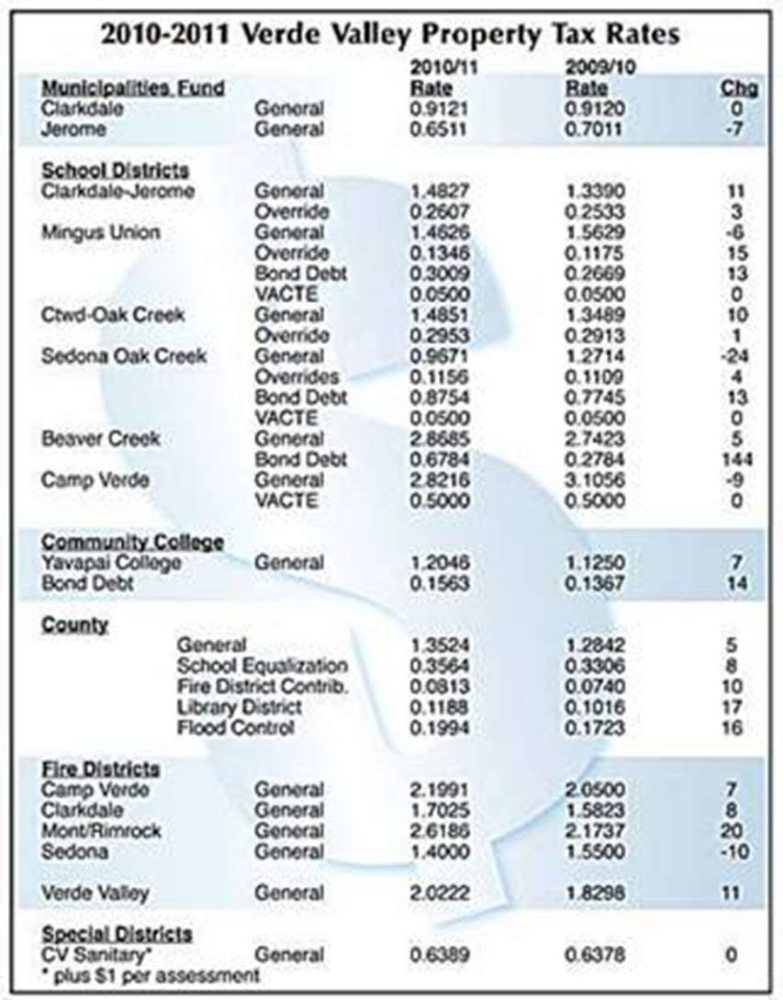 2010-2011 Verde Valley Property Tax Rates
2010/11 2009/10
Municipalities Fund Rate Rate Chg
Clarkdale General 0.9121 0.9120 0
Jerome General 0.6511 0.7011 -7
School Districts
Clarkdale-Jerome General 1.4827 1.3390 11
Override 0.2607 0.2533 3
Mingus Union General 1.4626 1.5629 -6
Override 0.1346 0.1175 15
Bond Debt 0.3009 0.2669 13
VACTE 0.0500 0.0500 0
Ctwd-Oak Creek General 1.4851 1.3489 10
Override 0.2953 0.2913 1
Sedona Oak Creek General 0.9671 1.2714 -24
Overrides 0.1156 0.1109 4
Bond Debt 0.8754 0.7745 13
VACTE 0.0500 0.0500 0
Beaver Creek General 2.8685 2.7423 5
Bond Debt 0.6784 0.2784 144
Camp Verde General 2.8216 3.1056 -9
VACTE 0.5000 0.5000 0
Community College
Yavapai College General 1.2046 1.1250 7
Bond Debt 0.1563 0.1367 14
County
General 1.3524 1.2842 5
School Equalization 0.3564 0.3306 8
Fire District Contrib. 0.0813 0.0740 10
Library District 0.1188 0.1016 17
Flood Control 0.1994 0.1723 16
Fire Districts
Camp Verde General 2.1991 2.0500 7
Clarkdale General 1.7025 1.5823 8
Mont/Rimrock General 2.6186 2.1737 20
Sedona General 1.4000 1.5500 -10
Verde Valley General 2.0222 1.8298 11
Special Districts
CV Sanitary* General 0.6389 0.6378 0
* plus $1 per assessment